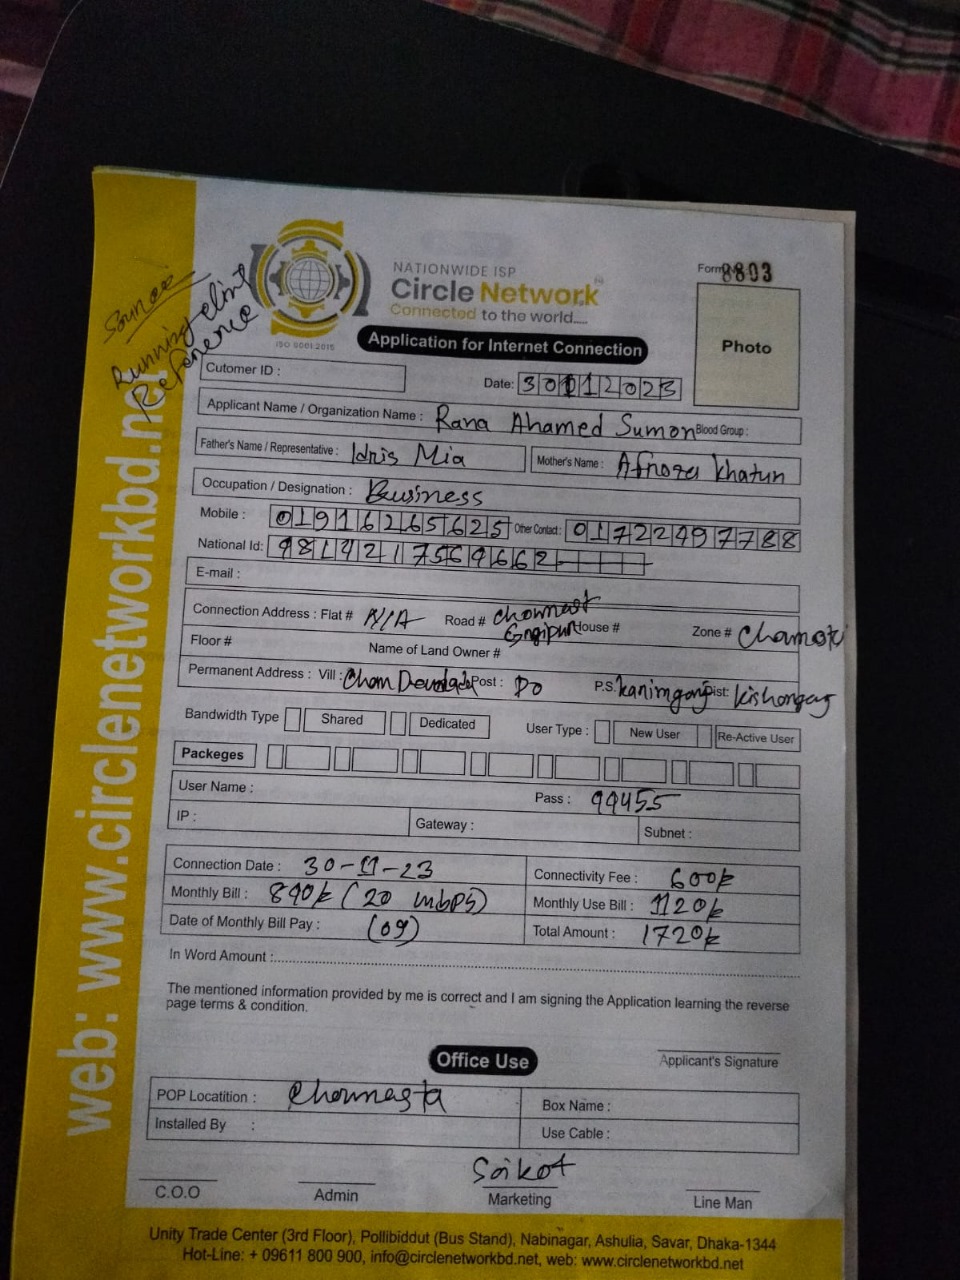 Form 8803
NATIONWIDE ISP
Circle Network
Connected to the world.....
ISO 9001:2015
Source
Running client
Reference
Application for Internet Connection
Photo
Cutomer ID :
Date: 30112023
Applicant Name / Organization Name : Rana Ahamed Sumon Blood Group :
Father's Name / Representative : Idris Mia Mother's Name : Afroza Khatun
Occupation / Designation : Business
Mobile : 01916265625 Other Contact : 01722497788
National Id:
E-mail :
Connection Address : Flat # N/A Road # House # Zone #
Floor # Name of Land Owner #
Permanent Address : Vill : Char Post : Do P.S. Dist:
Bandwidth Type Shared Dedicated User Type : New User Re-Active User
Packeges
User Name : Pass : 99455
IP : Gateway : Subnet :
Connection Date : 30-11-23 Connectivity Fee : 600
Monthly Bill : 840 (20 mbps) Monthly Use Bill : 1120
Date of Monthly Bill Pay : (09) Total Amount : 1720
In Word Amount :
The mentioned information provided by me is correct and I am signing the Application learning the reverse
page terms & condition.
Applicant's Signature
Office Use
POP Locatition : Chowrasta Box Name :
Installed By : Use Cable :
Saikot
C.O.O Admin Marketing Line Man
Unity Trade Center (3rd Floor), Pollibiddut (Bus Stand), Nabinagar, Ashulia, Savar, Dhaka-1344
Hot-Line: + 09611 800 900, info@circlenetworkbd.net, web: www.circlenetworkbd.net
web: www.circlenetworkbd.net